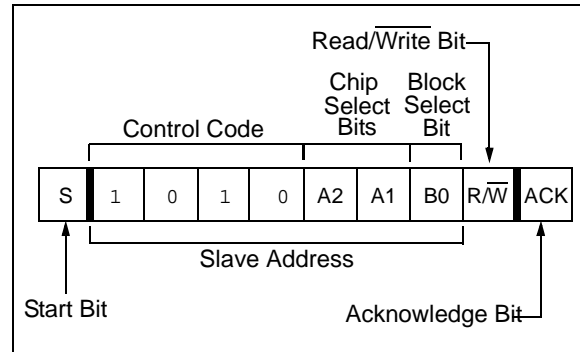 Read/Write Bit
Chip Select Bits
Block Select Bit
Control Code
S 1 0 1 0 A2 A1 B0 R/W ACK
Slave Address
Start Bit
Acknowledge Bit